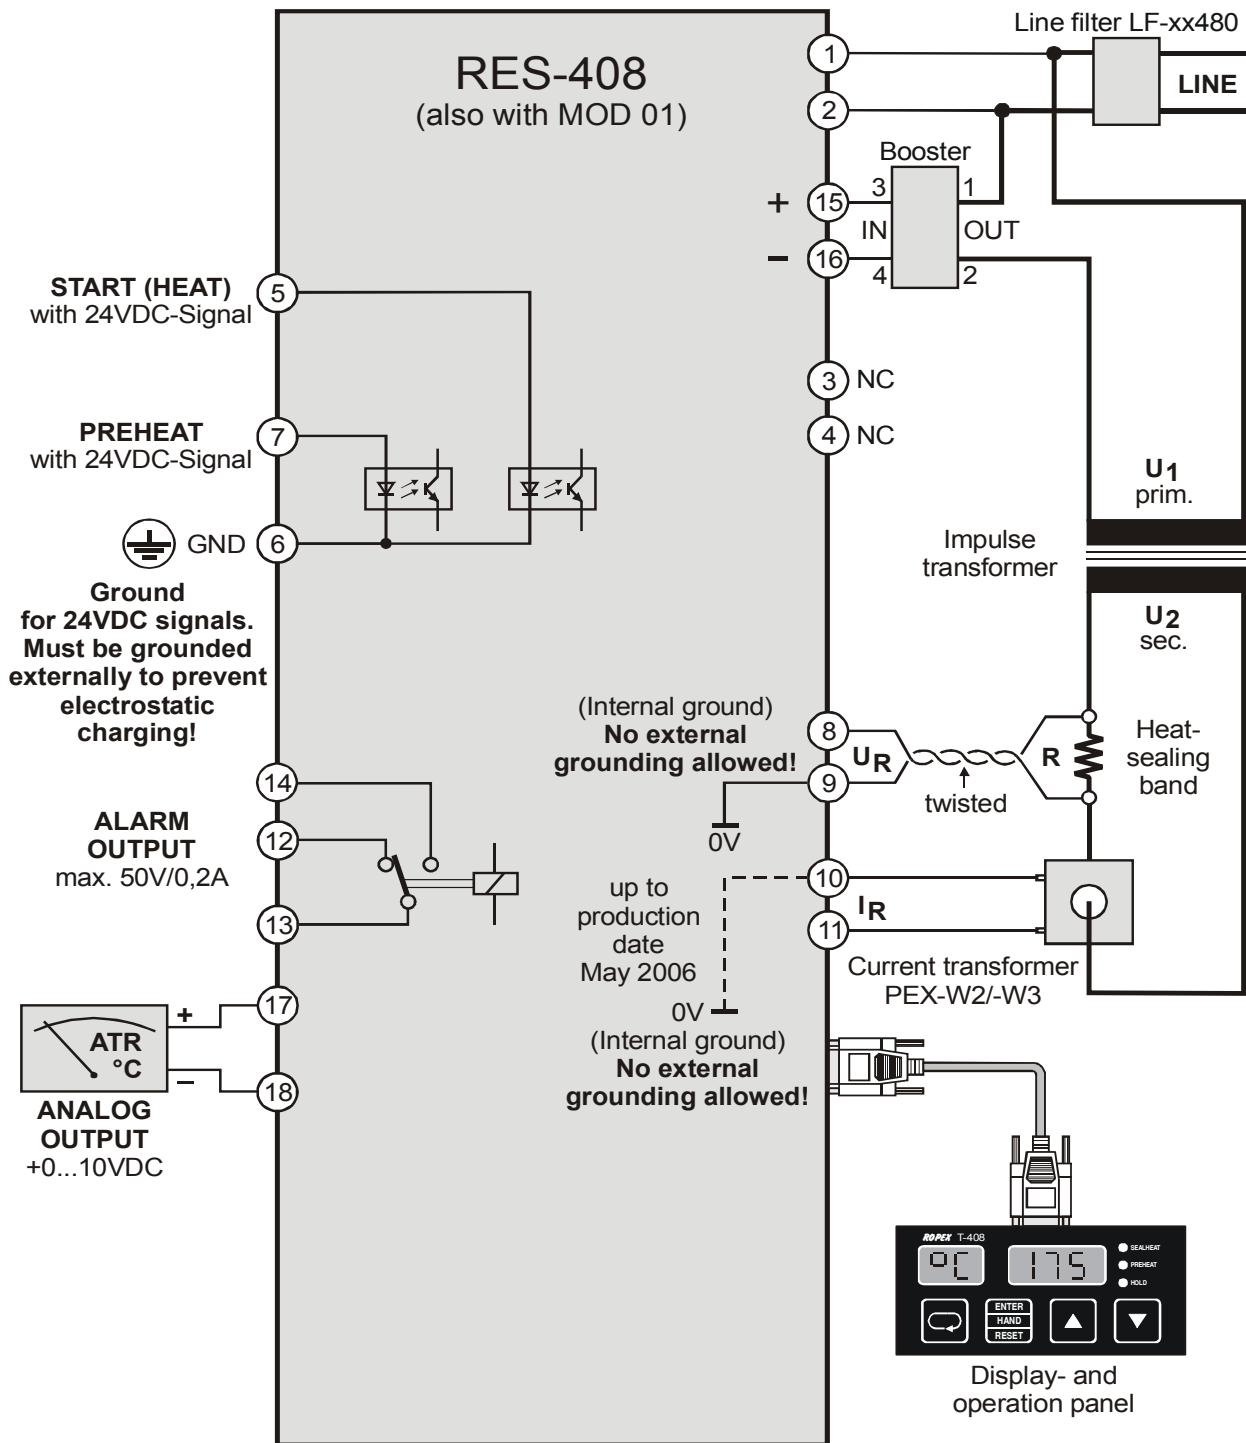 Line filter LF-xx480
RES-408
(also with MOD 01)
1
2
LINE
Booster
+
15
3
1
IN
OUT
–
16
4
2
START (HEAT)
with 24VDC-Signal
5
3
NC
4
NC
PREHEAT
with 24VDC-Signal
7
U1
prim.
GND
6
Impulse
transformer
Ground
for 24VDC signals.
Must be grounded
externally to prevent
electrostatic
charging!
U2
sec.
(Internal ground)
No external
grounding allowed!
8
UR
9
0V
twisted
R
Heat-
sealing
band
14
ALARM
OUTPUT
max. 50V/0,2A
12
13
up to
production
date
May 2006
10
IR
11
Current transformer
PEX-W2/-W3
0V
(Internal ground)
No external
grounding allowed!
17
+
ATR
°C
–
18
ANALOG
OUTPUT
+0...10VDC
ROPEX T-408
°C
175
SEALHEAT
PREHEAT
HOLD
ENTER
HAND
RESET
Display- and
operation panel